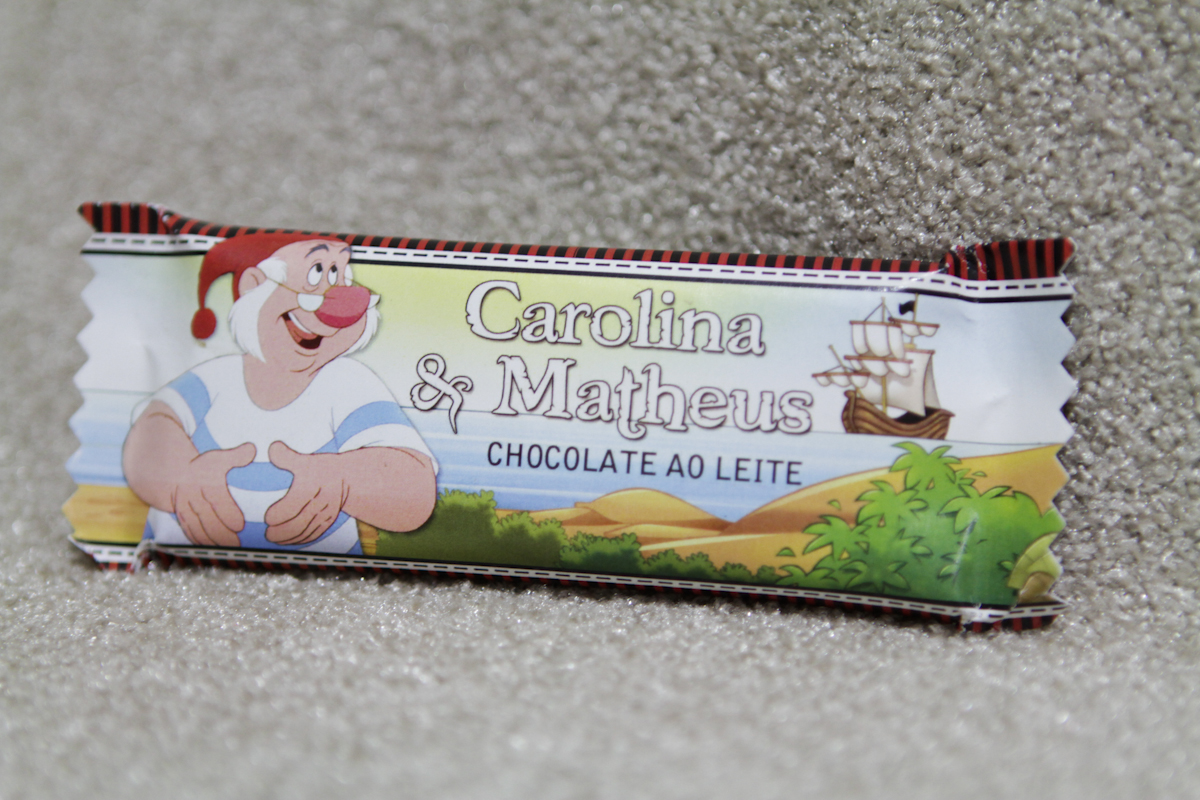 Carolina
& Matheus
CHOCOLATE AO LEITE